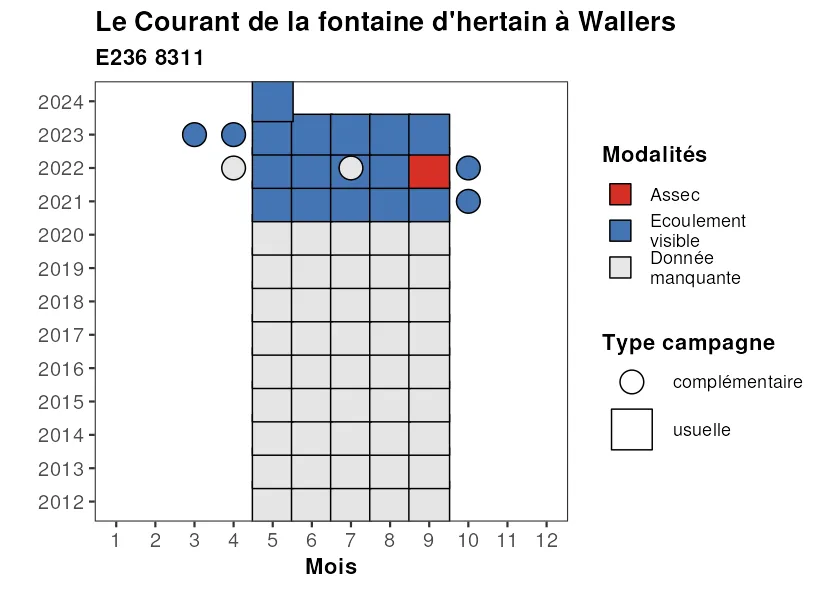 Le Courant de la fontaine d'hertain à Wallers
E236 8311
2024
2023
2022
2021
2020
2019
2018
2017
2016
2015
2014
2013
2012
1 2 3 4 5 6 7 8 9 10 11 12
Mois
Modalités
Assec
Ecoulement
visible
Donnée
manquante
Type campagne
complémentaire
usuelle